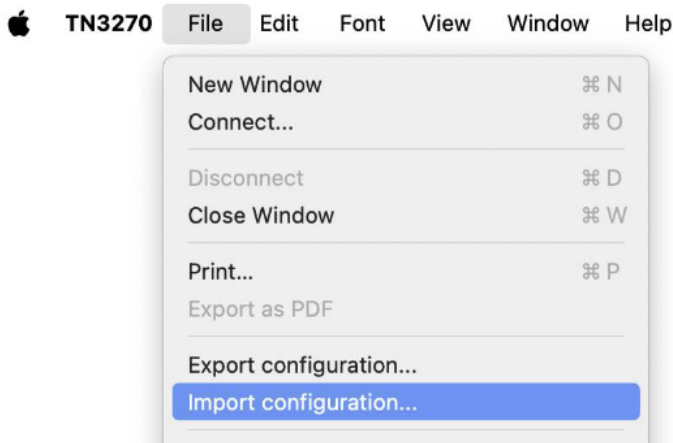 TN3270 File Edit Font View Window Help
New Window ⌘ N
Connect... ⌘ O
Disconnect ⌘ D
Close Window ⌘ W
Print... ⌘ P
Export as PDF
Export configuration...
Import configuration...